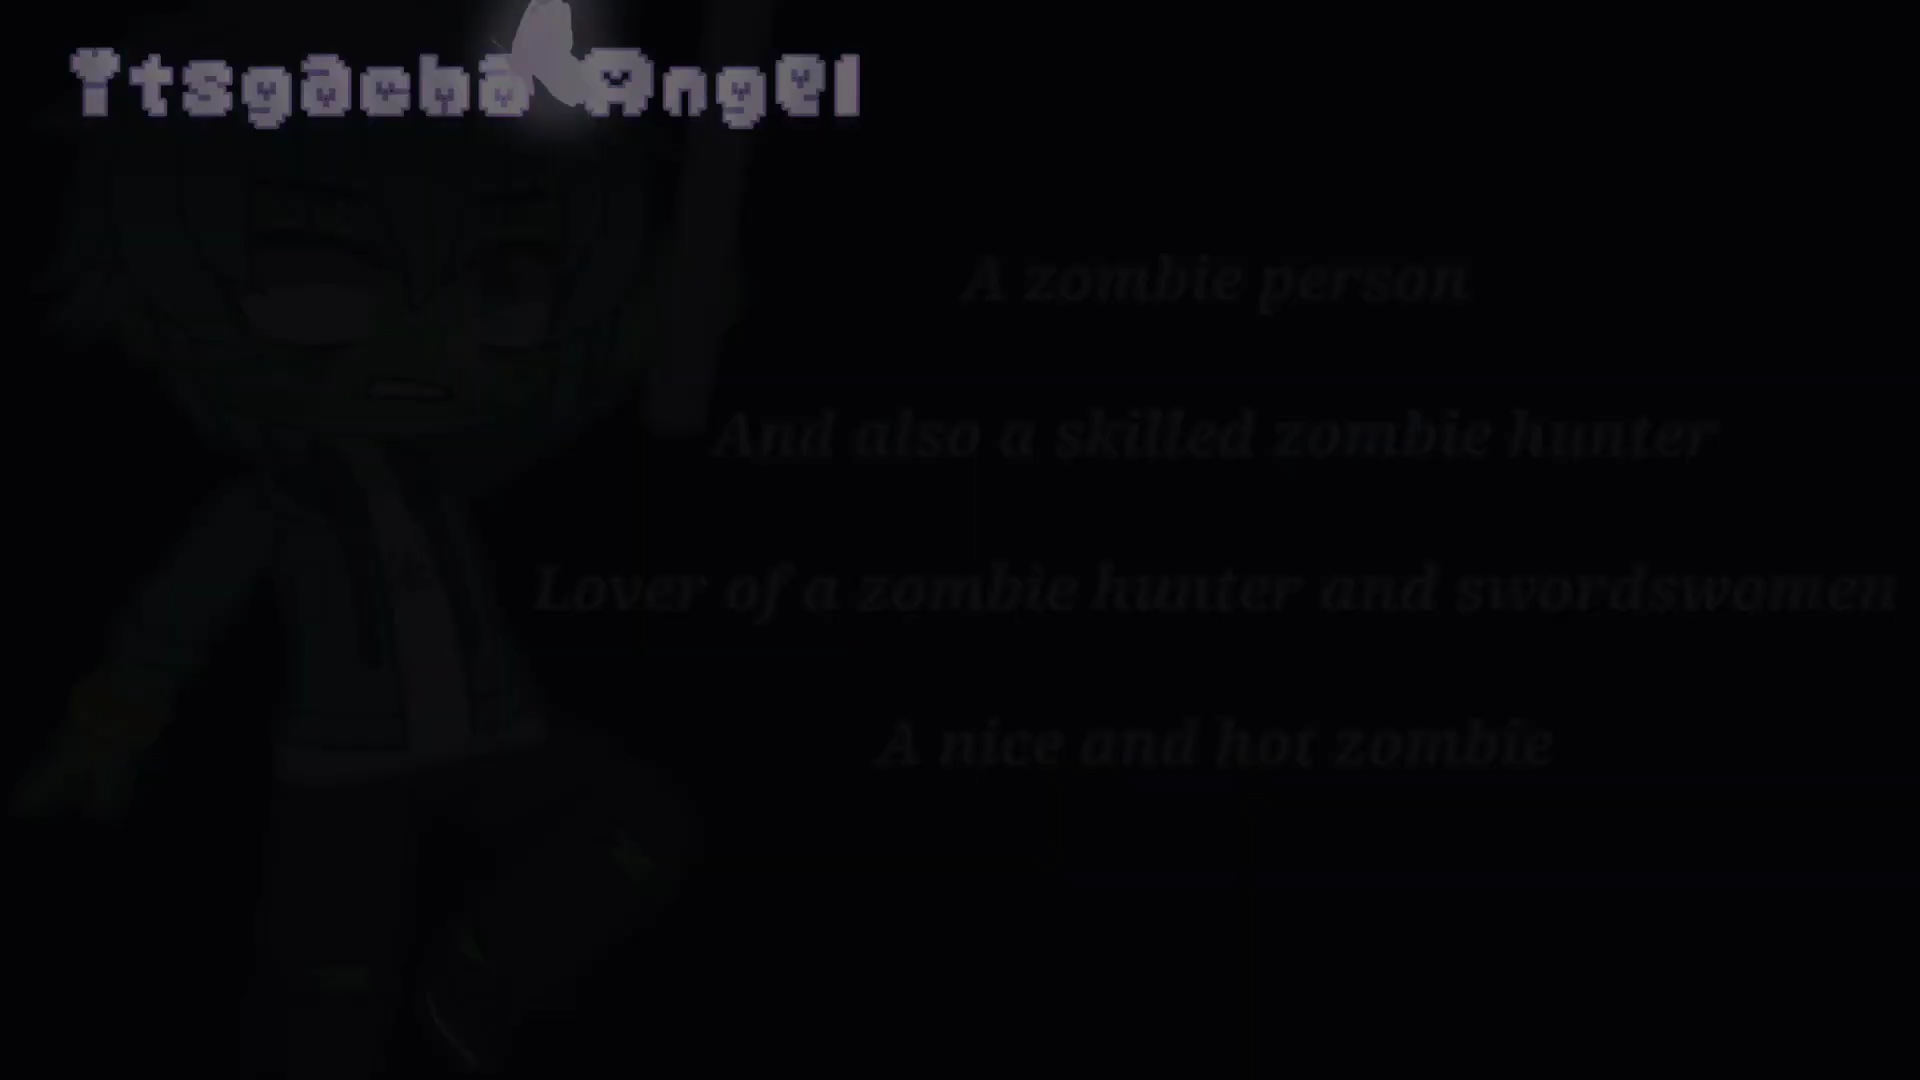 Itsgacha Angel
A zombie person
And also a skilled zombie hunter
Lover of a zombie hunter and swordswomen
A nice and hot zombie